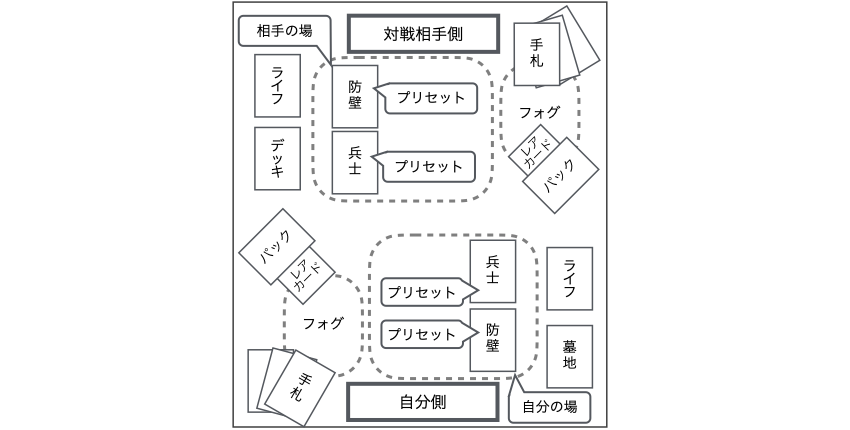 相手の場
対戦相手側
手札
ライフ
防壁
プリセット
フォグ
デッキ
兵士
プリセット
レアカード
パック
パック
レアカード
兵士
ライフ
プリセット
フォグ
プリセット
防壁
墓地
手札
自分側
自分の場